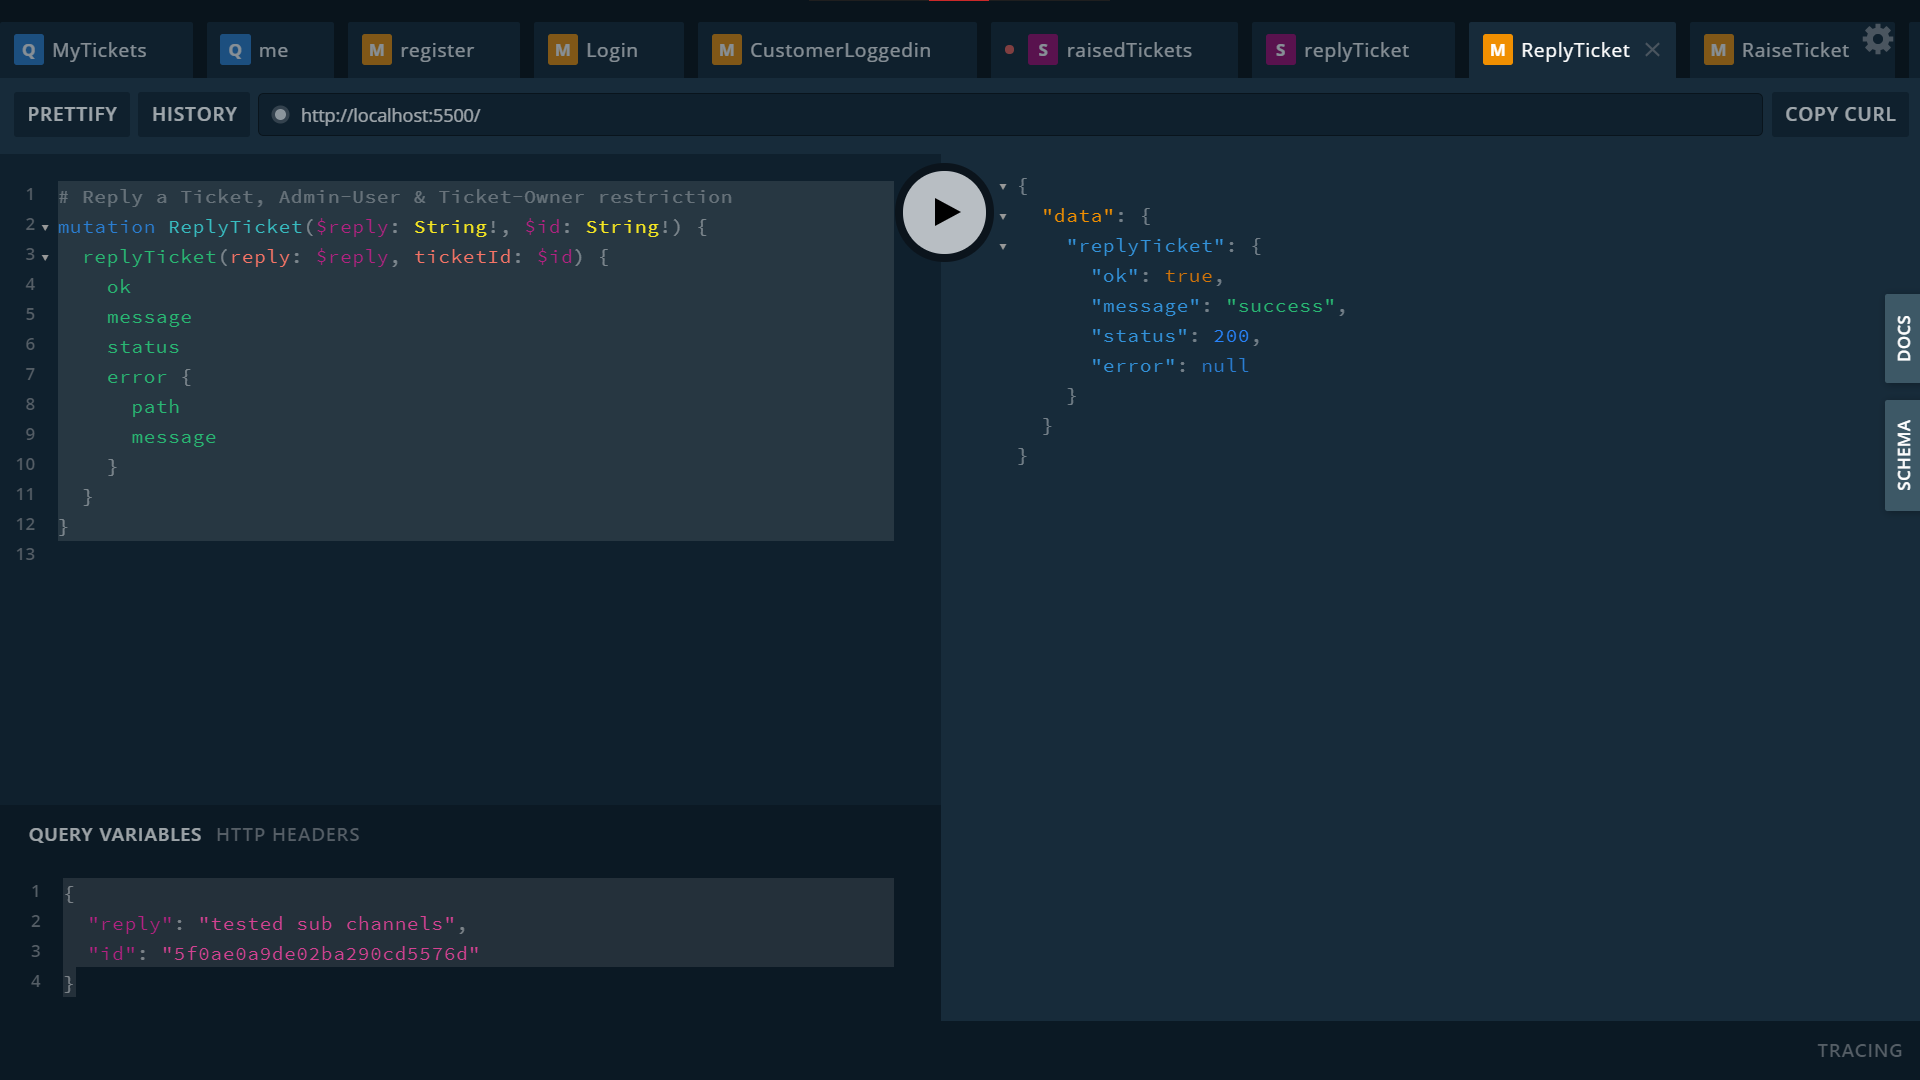 Q MyTickets Q me M register M Login M CustomerLoggedin S raisedTickets S replyTicket M ReplyTicket M RaiseTicket
PRETTIFY HISTORY http://localhost:5500/ COPY CURL
1 # Reply a Ticket, Admin-User & Ticket-Owner restriction
2 mutation ReplyTicket($reply: String!, $id: String!) {
3 replyTicket(reply: $reply, ticketId: $id) {
4 ok
5 message
6 status
7 error {
8 path
9 message
10 }
11 }
12 }
13
{
"data": {
"replyTicket": {
"ok": true,
"message": "success",
"status": 200,
"error": null
}
}
}
DOCS
SCHEMA
QUERY VARIABLES HTTP HEADERS
1 {
2 "reply": "tested sub channels",
3 "id": "5f0ae0a9de02ba290cd5576d"
4 }
TRACING